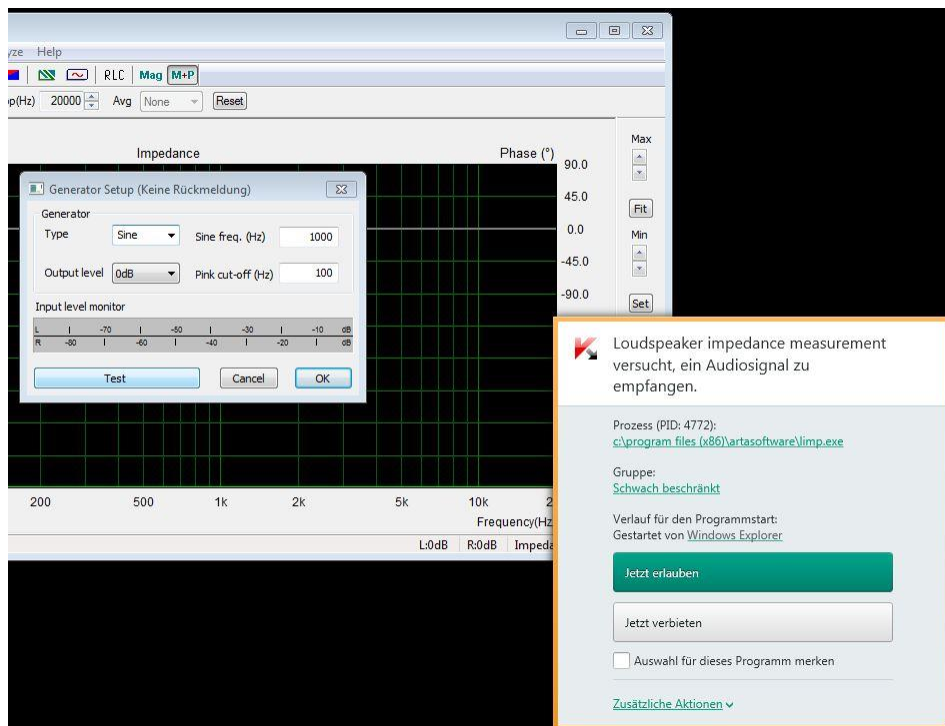 Help
RLC Mag M+P
20000 Avg None Reset
Impedance Phase (°)
Max
90.0
45.0
Fit
0.0
Min
-45.0
-90.0
Set
Generator Setup (Keine Rückmeldung)
Generator
Type Sine Sine freq. (Hz) 1000
Output level 0dB Pink cut-off (Hz) 100
Input level monitor
L -70 -50 -30 -10 dB
R -80 -60 -40 -20 dB
Test Cancel OK
200 500 1k 2k 5k 10k
L:0dB R:0dB
Loudspeaker impedance measurement
versucht, ein Audiosignal zu
empfangen.
Prozess (PID: 4772):
c:\program files (x86)\artasoftware\limp.exe
Gruppe:
Schwach beschränkt
Verlauf für den Programmstart:
Gestartet von Windows Explorer
Jetzt erlauben
Jetzt verbieten
Auswahl für dieses Programm merken
Zusätzliche Aktionen